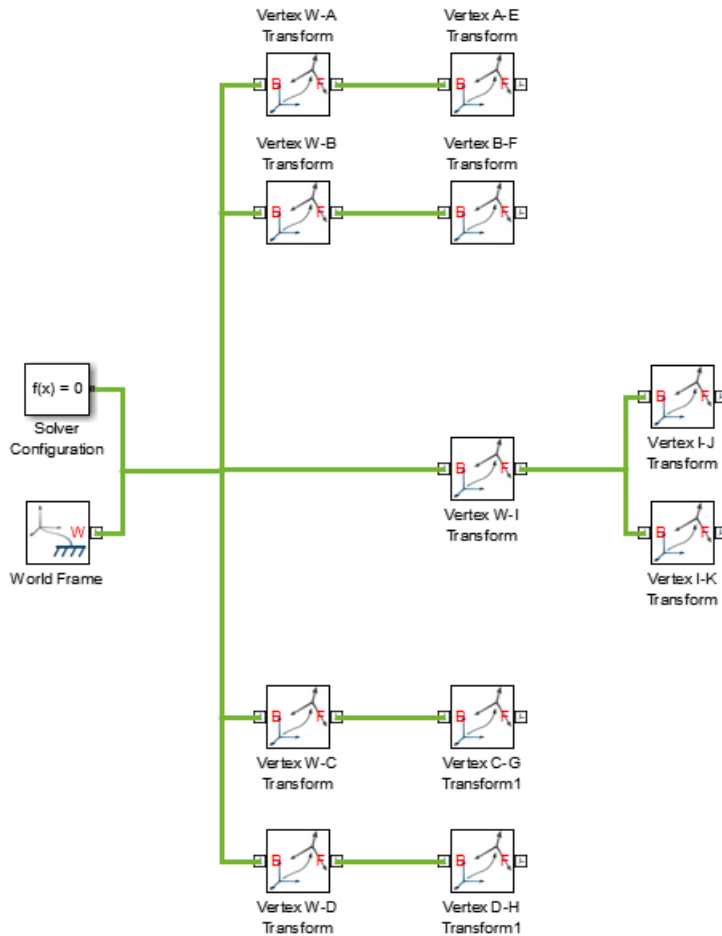 Vertex W-A
Transform
Vertex A-E
Transform
B F
B F
Vertex W-B
Transform
Vertex B-F
Transform
B F
B F
f(x) = 0
Solver
Configuration
B F
Vertex I-J
Transform
B F
Vertex W-I
Transform
W
World Frame
B F
Vertex I-K
Transform
B F
B F
Vertex W-C
Transform
Vertex C-G
Transform1
B F
B F
Vertex W-D
Transform
Vertex D-H
Transform1